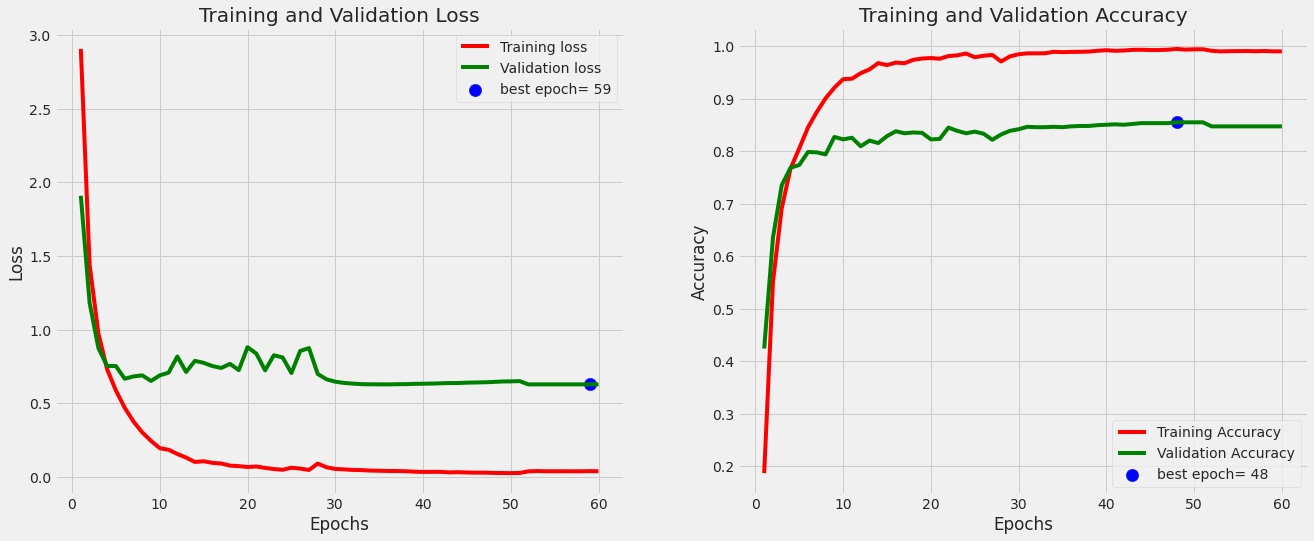 Training and Validation Loss
3.0
2.5
2.0
1.5
1.0
0.5
0.0
Loss
0 10 20 30 40 50 60
Epochs
Training loss
Validation loss
best epoch= 59
Training and Validation Accuracy
1.0
0.9
0.8
0.7
0.6
0.5
0.4
0.3
0.2
Accuracy
0 10 20 30 40 50 60
Epochs
Training Accuracy
Validation Accuracy
best epoch= 48